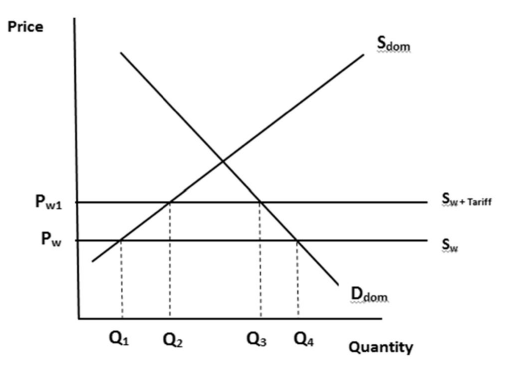 Price
Sdom
Pw1
Sw + Tariff
Pw
Sw
Ddom
Q1
Q2
Q3
Q4
Quantity